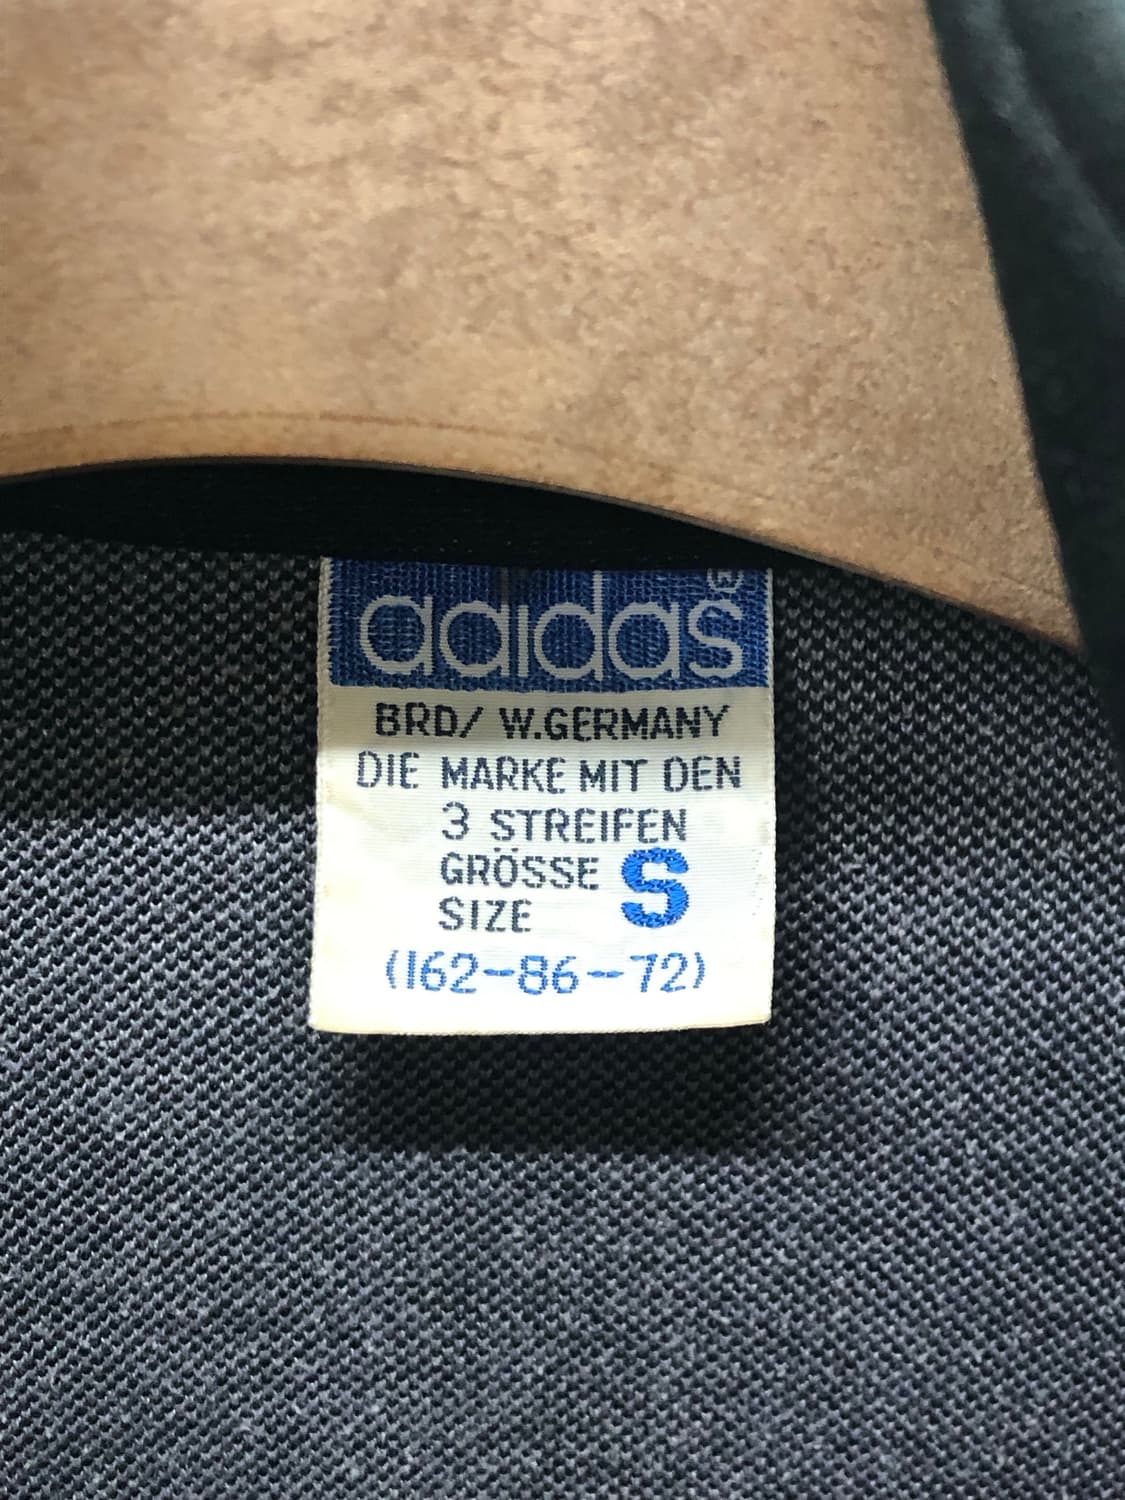 adidas®
BRD/ W.GERMANY
DIE MARKE MIT DEN
3 STREIFEN
GRÖSSE S
SIZE
(162-86-72)